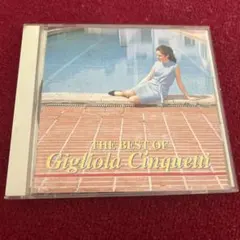 THE BEST OF
Gigliola Cinquetti